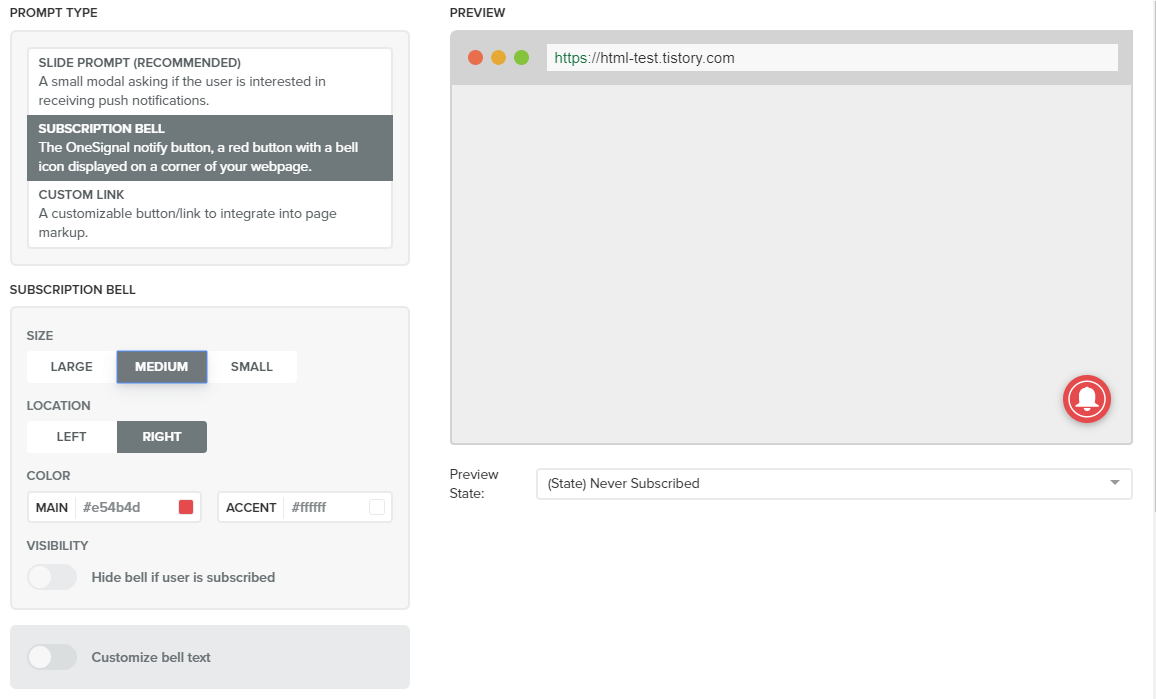 PROMPT TYPE
SLIDE PROMPT (RECOMMENDED)
A small modal asking if the user is interested in
receiving push notifications.
SUBSCRIPTION BELL
The OneSignal notify button, a red button with a bell
icon displayed on a corner of your webpage.
CUSTOM LINK
A customizable button/link to integrate into page
markup.
SUBSCRIPTION BELL
SIZE
LARGE MEDIUM SMALL
LOCATION
LEFT RIGHT
COLOR
MAIN #e54b4d ACCENT #ffffff
VISIBILITY
Hide bell if user is subscribed
Customize bell text
PREVIEW
https://html-test.tistory.com
Preview
State:
(State) Never Subscribed